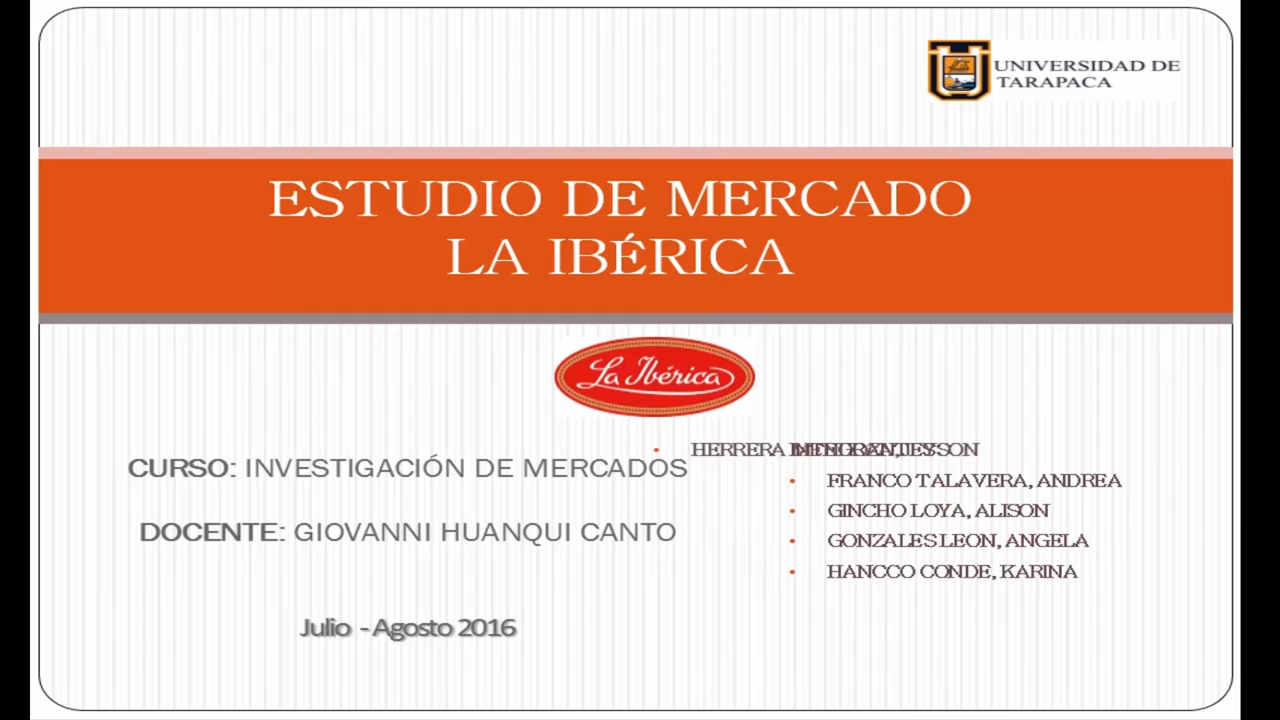 UNIVERSIDAD DE
TARAPACA
ESTUDIO DE MERCADO
LA IBÉRICA
La Ibérica
CURSO: INVESTIGACIÓN DE MERCADOS
DOCENTE: GIOVANNI HUANQUI CANTO
Julio - Agosto 2016
• HERRERA
• FRANCO TALAVERA, ANDREA
• GINCHO LOYA, ALISON
• GONZALES LEON, ANGELA
• HANCCO CONDE, KARINA